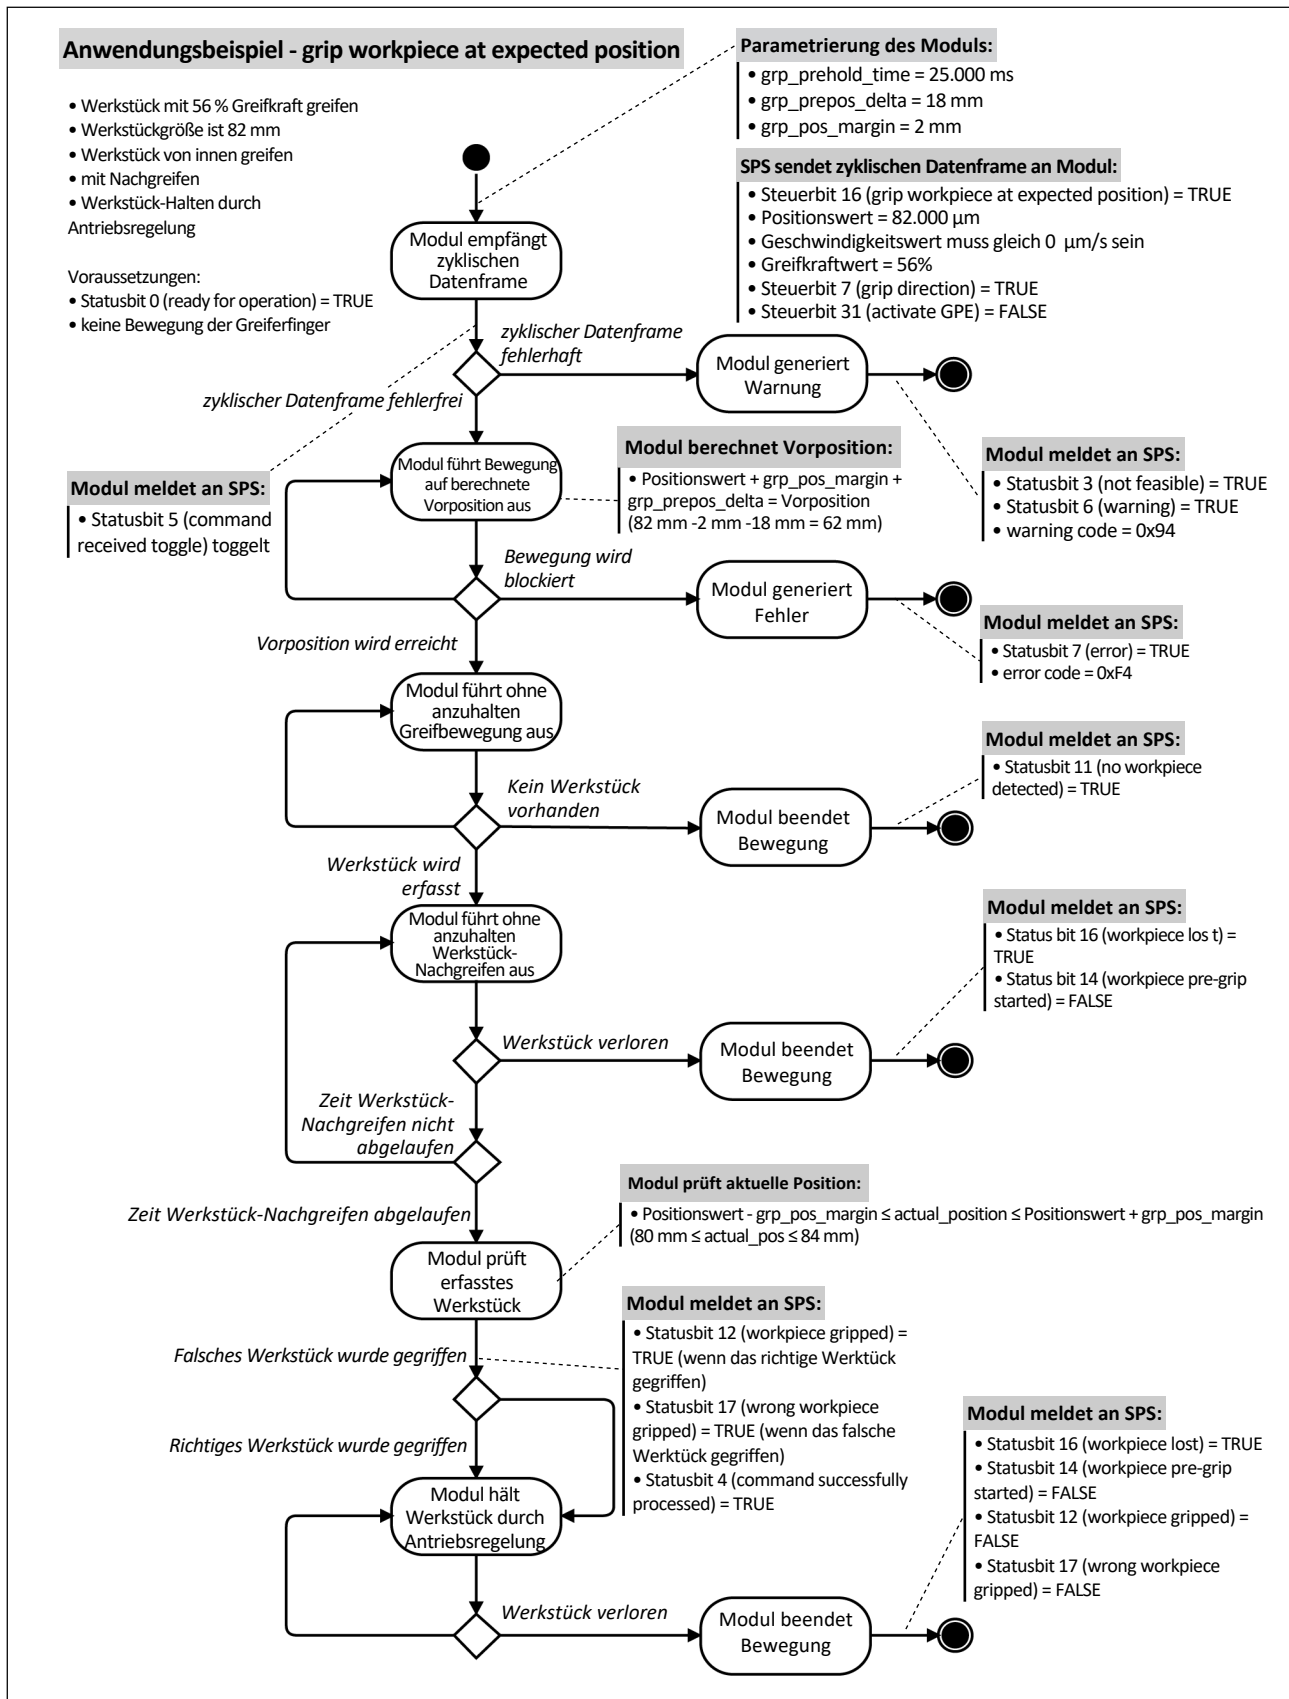 Anwendungsbeispiel - grip workpiece at expected position
• Werkstück mit 56 % Greifkraft greifen
• Werkstückgröße ist 82 mm
• Werkstück von innen greifen
• mit Nachgreifen
• Werkstück-Halten durch
Antriebsregelung
Voraussetzungen:
• Statusbit 0 (ready for operation) = TRUE
• keine Bewegung der Greiferfinger
Parametrierung des Moduls:
• grp_prehold_time = 25.000 ms
• grp_prepos_delta = 18 mm
• grp_pos_margin = 2 mm
SPS sendet zyklischen Datenframe an Modul:
• Steuerbit 16 (grip workpiece at expected position) = TRUE
• Positionswert = 82.000 µm
• Geschwindigkeitswert muss gleich 0 µm/s sein
• Greifkraftwert = 56%
• Steuerbit 7 (grip direction) = TRUE
• Steuerbit 31 (activate GPE) = FALSE
Modul empfängt
zyklischen
Datenframe
zyklischer Datenframe
fehlerhaft
Modul generiert
Warnung
zyklischer Datenframe fehlerfrei
Modul meldet an SPS:
• Statusbit 3 (not feasible) = TRUE
• Statusbit 6 (warning) = TRUE
• warning code = 0x94
Modul meldet an SPS:
• Statusbit 5 (command
received toggle) toggelt
Modul führt Bewegung
auf berechnete
Vorposition aus
Modul berechnet Vorposition:
• Positionswert + grp_pos_margin +
grp_prepos_delta = Vorposition
(82 mm -2 mm -18 mm = 62 mm)
Bewegung wird
blockiert
Modul generiert
Fehler
Modul meldet an SPS:
• Statusbit 7 (error) = TRUE
• error code = 0xF4
Vorposition wird erreicht
Modul führt ohne
anzuhalten
Greifbewegung aus
Kein Werkstück
vorhanden
Modul beendet
Bewegung
Modul meldet an SPS:
• Statusbit 11 (no workpiece
detected) = TRUE
Werkstück wird
erfasst
Modul führt ohne
anzuhalten
Werkstück-
Nachgreifen aus
Werkstück verloren
Modul beendet
Bewegung
Modul meldet an SPS:
• Status bit 16 (workpiece los t) =
TRUE
• Status bit 14 (workpiece pre-grip
started) = FALSE
Zeit Werkstück-
Nachgreifen nicht
abgelaufen
Zeit Werkstück-Nachgreifen abgelaufen
Modul prüft
erfasstes
Werkstück
Modul prüft aktuelle Position:
• Positionswert - grp_pos_margin ≤ actual_position ≤ Positionswert + grp_pos_margin
(80 mm ≤ actual_pos ≤ 84 mm)
Falsches Werkstück wurde gegriffen
Modul meldet an SPS:
• Statusbit 12 (workpiece gripped) =
TRUE (wenn das richtige Werktück
gegriffen)
• Statusbit 17 (wrong workpiece
gripped) = TRUE (wenn das falsche
Werktück gegriffen)
• Statusbit 4 (command successfully
processed) = TRUE
Richtiges Werkstück wurde gegriffen
Modul hält
Werkstück durch
Antriebsregelung
Werkstück verloren
Modul beendet
Bewegung
Modul meldet an SPS:
• Statusbit 16 (workpiece lost) = TRUE
• Statusbit 14 (workpiece pre-grip
started) = FALSE
• Statusbit 12 (workpiece gripped) =
FALSE
• Statusbit 17 (wrong workpiece
gripped) = FALSE